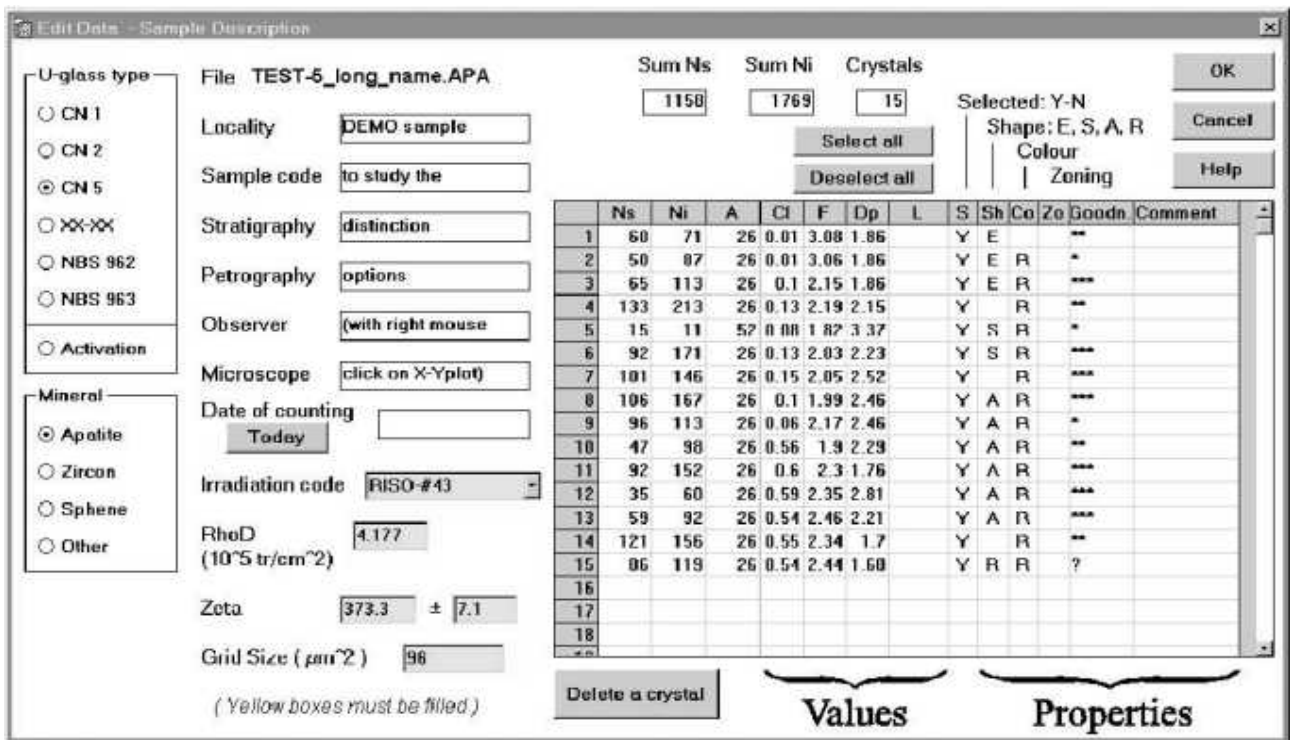 Edit Data - Sample Description
U-glass type
CN 1
CN 2
CN 5
XX-XX
NBS 962
NBS 963
Activation
Mineral
Apatite
Zircon
Sphene
Other
File TEST-5_long_name.APA
Locality DEMO sample
Sample code to study the
Stratigraphy distinction
Petrography options
Observer (with right mouse
Microscope click on X-Yplot)
Date of counting
Today
Irradiation code RISO-#43
RhoD 4.177
(10^5 tr/cm^2)
Zeta 373.3 ± 7.1
Grid Size ( µm^2 ) 96
( Yellow boxes must be filled )
Sum Ns Sum Ni Crystals
1158 1769 15
Select all
Deselect all
Selected: Y-N
Shape: E, S, A, R
Colour
Zoning
OK
Cancel
Help
Ns Ni A Cl F Dp L S Sh Co Zo Goodn. Comment
1 60 71 26 0.01 3.08 1.86 Y E **
2 50 87 26 0.01 3.06 1.86 Y E R *
3 65 113 26 0.1 2.15 1.86 Y E R ***
4 133 213 26 0.13 2.19 2.15 Y R **
5 15 11 52 0.08 1.82 3.37 Y S R *
6 92 171 26 0.13 2.03 2.23 Y S R ***
7 101 146 26 0.15 2.05 2.52 Y R ***
8 106 167 26 0.1 1.99 2.46 Y A R ***
9 96 113 26 0.06 2.17 2.46 Y A R *
10 47 98 26 0.56 1.9 2.29 Y A R **
11 92 152 26 0.6 2.3 1.76 Y A R ***
12 35 60 26 0.59 2.35 2.81 Y A R ***
13 59 92 26 0.54 2.46 2.21 Y A R ***
14 121 156 26 0.55 2.34 1.7 Y R **
15 86 119 26 0.54 2.44 1.60 Y R R ?
16
17
18
Delete a crystal
Values
Properties